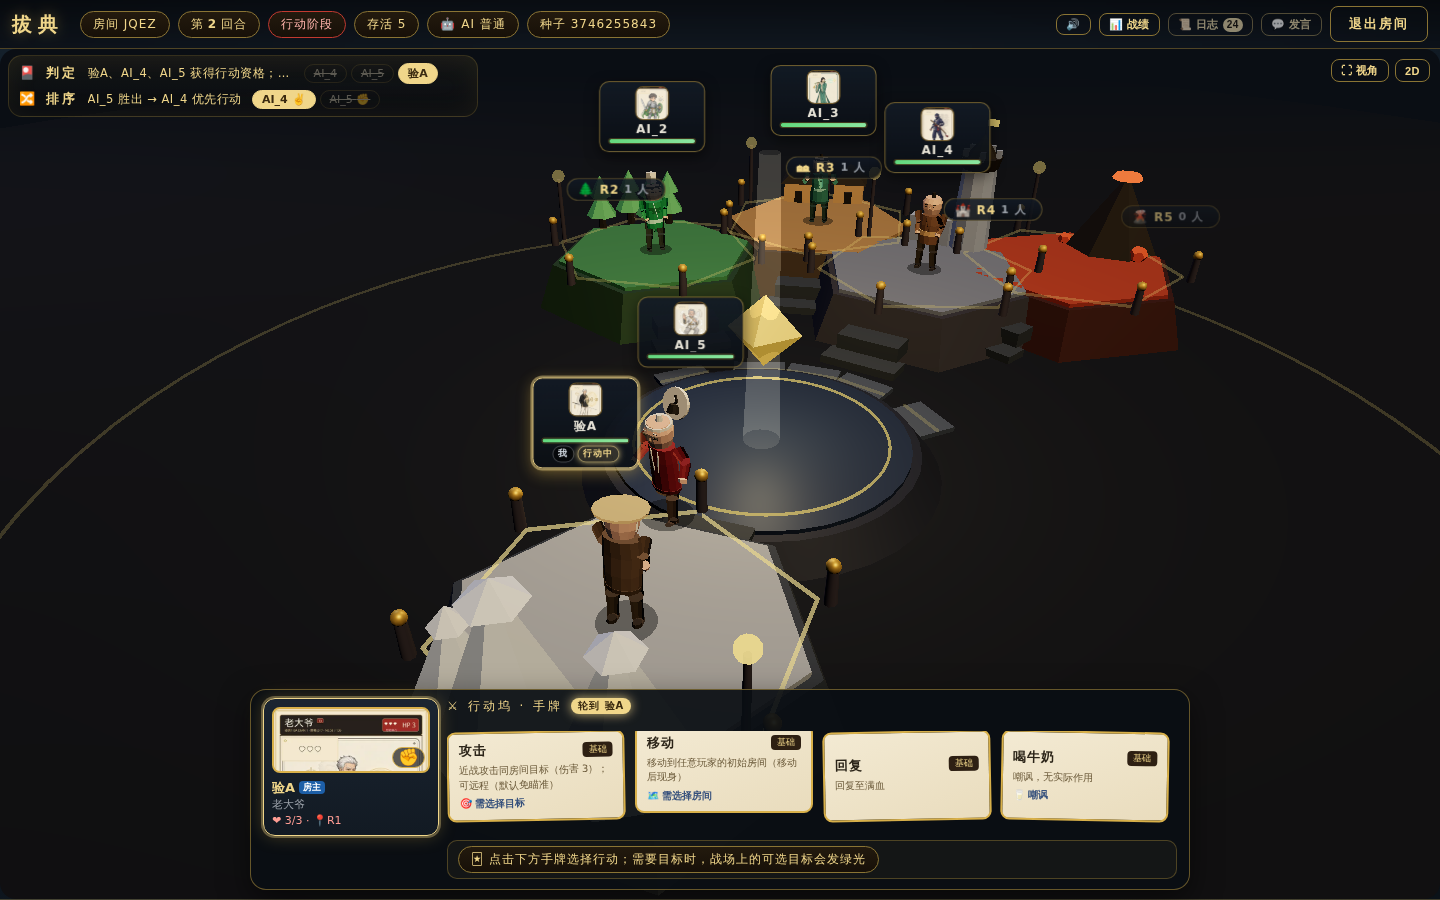 拔典 房间 JQEZ 第 2 回合 行动阶段 存活 5 🤖 AI 普通 种子 3746255843 🔊 📊 战绩 📜 日志 24 💬 发言 退出房间
🎴 判定 验A、AI_4、AI_5 获得行动资格；… AI_4 AI_5 验A
🔀 排序 AI_5 胜出 → AI_4 优先行动 AI_4 ✌ AI_5 ✊
⛶ 视角 2D
AI_2
AI_3
AI_4
R2 1 人
R3 1 人
R4 1 人
R5 0 人
AI_5
验A
我 行动中
⚔ 行动坞 · 手牌 轮到 验A
老大爷 HP 3
验A 房主
老大爷
❤ 3/3 · 📍R1
攻击 基础
近战攻击同房间目标（伤害 3）；
可远程（默认免瞄准）
🎯 需选择目标
移动 基础
移动到任意玩家的初始房间（移动
后现身）
🗺️ 需选择房间
回复 基础
回复至满血
喝牛奶 基础
嘲讽，无实际作用
嘲讽
🃏 点击下方手牌选择行动；需要目标时，战场上的可选目标会发绿光